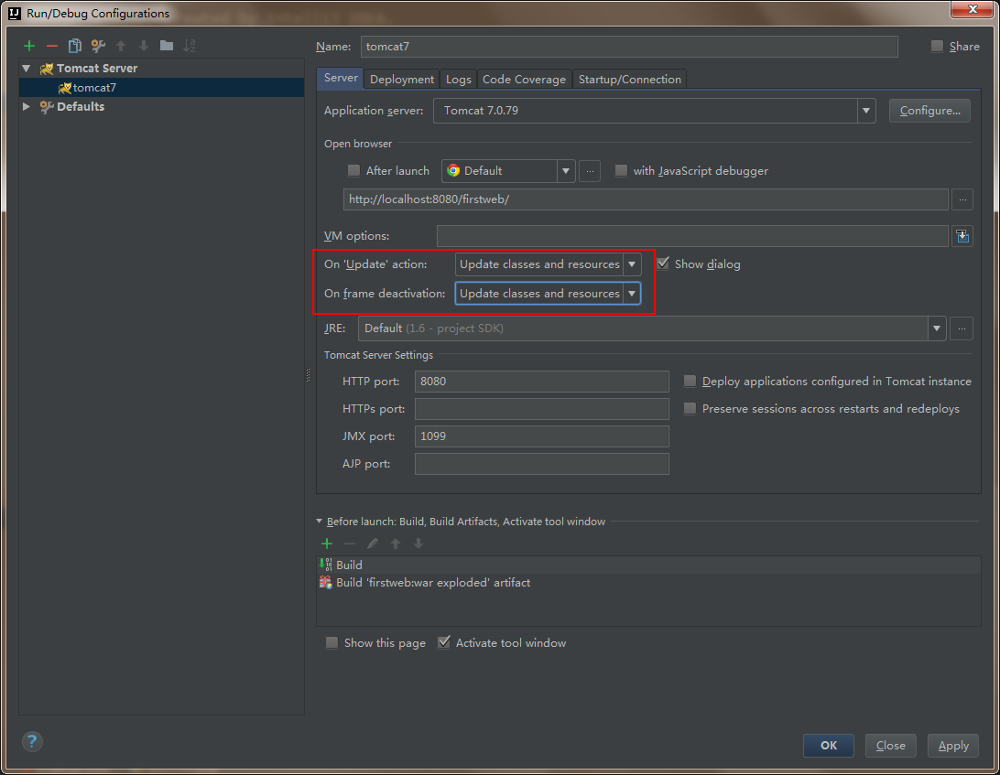 Run/Debug Configurations
Name: tomcat7 Share
Tomcat Server
tomcat7
Defaults
Server Deployment Logs Code Coverage Startup/Connection
Application server: Tomcat 7.0.79 Configure...
Open browser
After launch Default ... with JavaScript debugger
http://localhost:8080/firstweb/ ...
VM options:
On 'Update' action: Update classes and resources Show dialog
On frame deactivation: Update classes and resources
JRE: Default (1.6 - project SDK) ...
Tomcat Server Settings
HTTP port: 8080 Deploy applications configured in Tomcat instance
HTTPs port: Preserve sessions across restarts and redeploys
JMX port: 1099
AJP port:
Before launch: Build, Build Artifacts, Activate tool window
Build
Build 'firstweb:war exploded' artifact
Show this page Activate tool window
? OK Close Apply